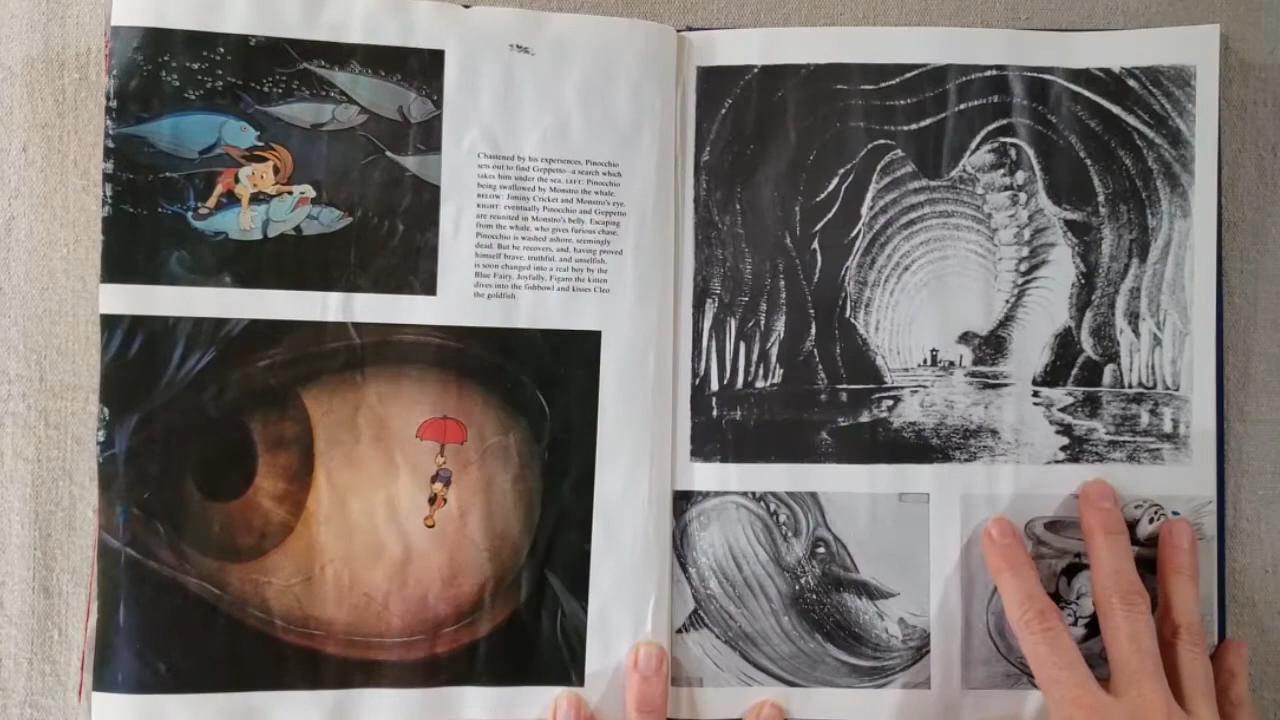 Chastened by his experiences, Pinocchio
sets out to find Geppetto—a search which
takes him under the sea. LEFT: Pinocchio
being swallowed by Monstro the whale.
BELOW: Jiminy Cricket and Monstro's eye.
RIGHT: eventually Pinocchio and Geppetto
are reunited in Monstro's belly. Escaping
from the whale, who gives furious chase,
Pinocchio is washed ashore, seemingly
dead. But he recovers, and, having proved
himself brave, truthful, and unselfish,
is soon changed into a real boy by the
Blue Fairy. Joyfully, Figaro the kitten
dives into the fishbowl and kisses Cleo
the goldfish